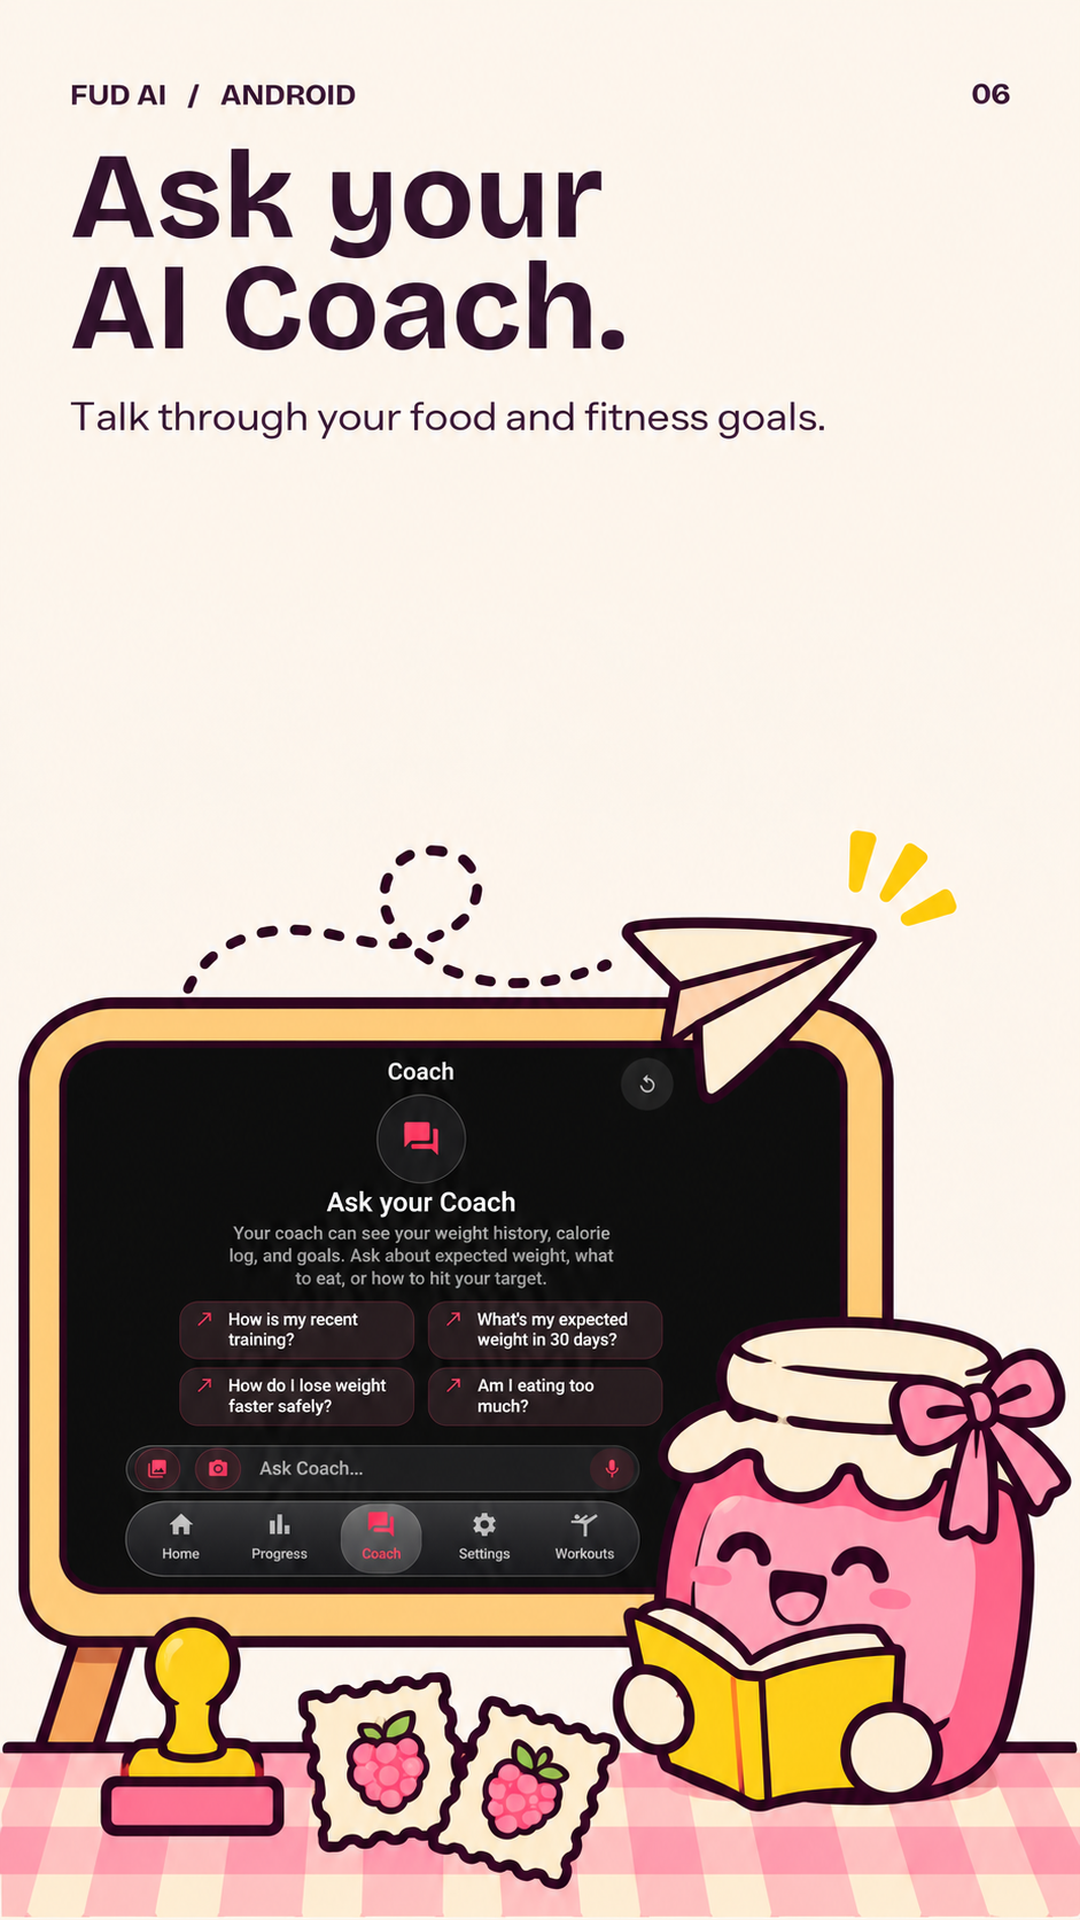 FUD AI / ANDROID
06
Ask your
AI Coach.
Talk through your food and fitness goals.
Coach
Ask your Coach
Your coach can see your weight history, calorie
log, and goals. Ask about expected weight, what
to eat, or how to hit your target.
How is my recent
training?
What's my expected
weight in 30 days?
How do I lose weight
faster safely?
Am I eating too
much?
Ask Coach...
Home
Progress
Coach
Settings
Workouts